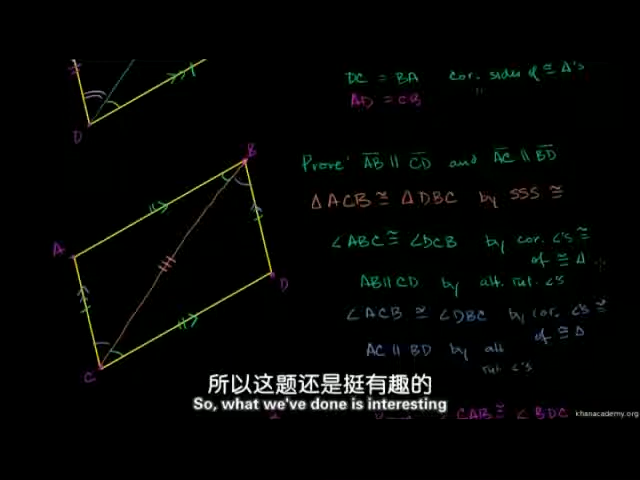 DC = BA cor. sides of ≅ Δ's
AD = CB
D
Prove: AB || CD and AC || BD
B
ΔACB ≅ ΔDBC by SSS ≅
∠ABC ≅ ∠DCB by cor. ∠'s ≅
of ≅ Δ
A
D
AB || CD by alt. int. ∠'s
∠ACB ≅ ∠DBC by cor. ∠'s ≅
of ≅ Δ
AC || BD by alt
int ∠'s
C
所以这题还是挺有趣的
So, what we've done is interesting
∠CAB ≅ ∠BDC
khanacademy.org